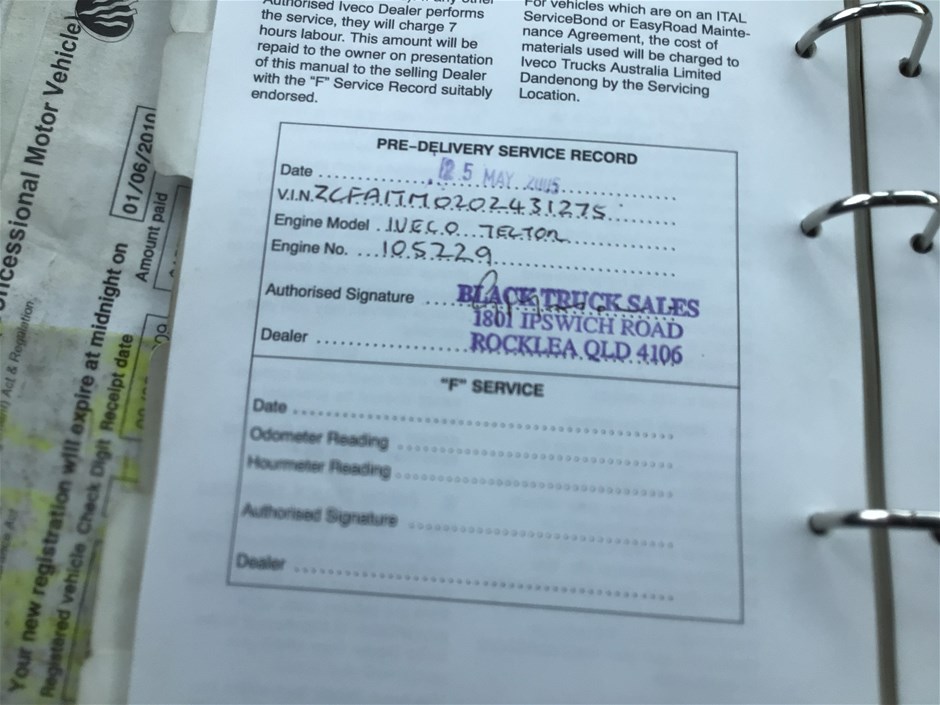 Authorised Iveco Dealer performs
the service, they will charge 7
hours labour. This amount will be
repaid to the owner on presentation
of this manual to the selling Dealer
with the "F" Service Record suitably
endorsed.
For vehicles which are on an ITAL
ServiceBond or EasyRoad Mainte-
nance Agreement, the cost of
materials used will be charged to
Iveco Trucks Australia Limited
Dandenong by the Servicing
Location.
PRE-DELIVERY SERVICE RECORD
Date 25 MAY 2005
V.I.N. ZCFA1TM0202431275
Engine Model IVECO TECTOR
Engine No. 105229
Authorised Signature BLACK TRUCK SALES
1801 IPSWICH ROAD
Dealer ROCKLEA QLD 4106
"F" SERVICE
Date
Odometer Reading
Hourmeter Reading
Authorised Signature
Dealer
Concessional Motor Vehicle
Act & Regulation
Your new registration will expire at midnight on 01/06/2010
Registered vehicle Check Digit Receipt date Amount paid